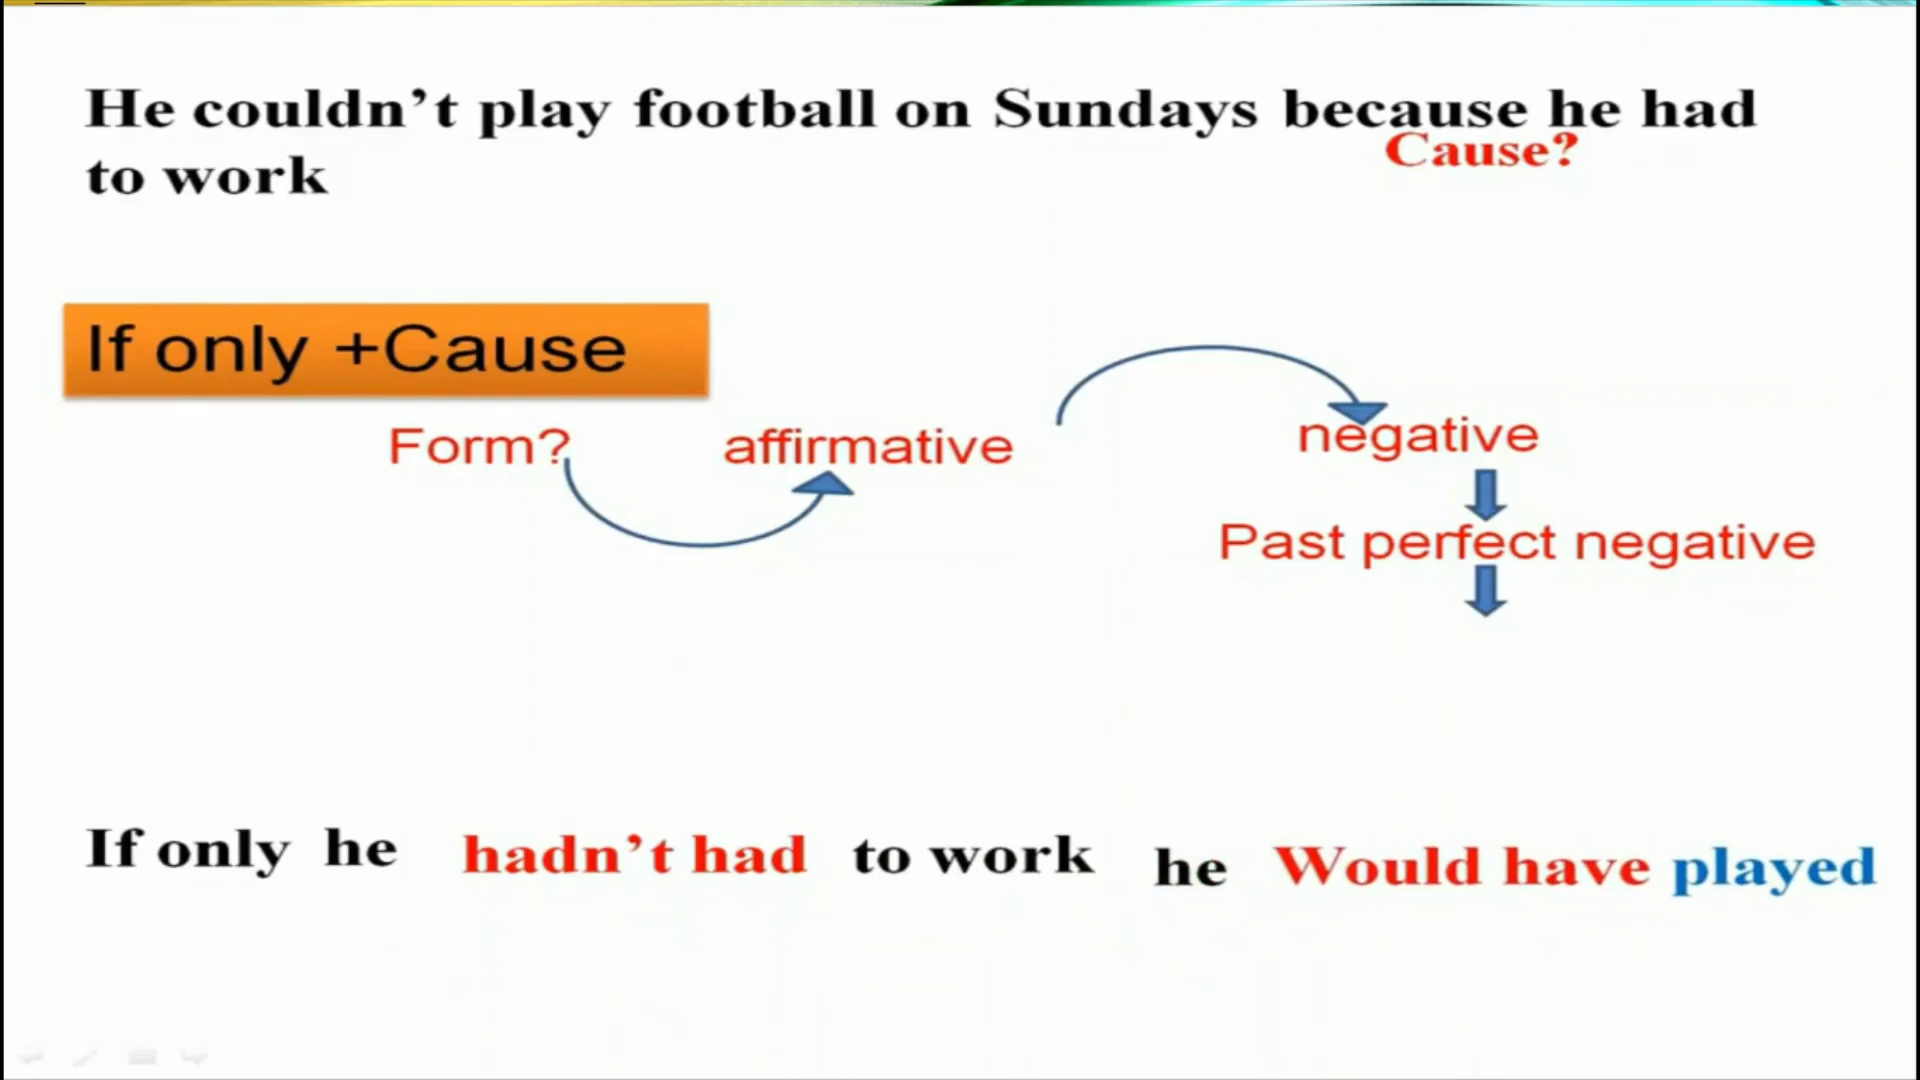 He couldn’t play football on Sundays because he had
Cause?
to work
If only +Cause
Form? affirmative negative
Past perfect negative
If only he hadn’t had to work he Would have played